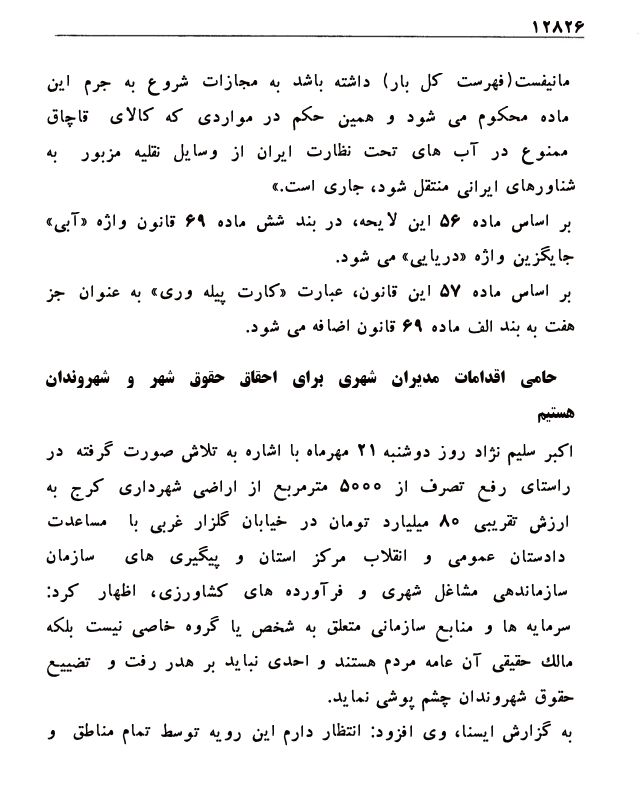 ۱۲۸۲۶
مانیفست(فهرست کل بار) داشته باشد به مجازات شروع به جرم این
ماده محکوم می شود و همین حکم در مواردی که کالای قاچاق
ممنوع در آب های تحت نظارت ایران از وسایل نقلیه مزبور به
شناورهای ایرانی منتقل شود، جاری است.»
بر اساس ماده ۵۶ این لایحه، در بند شش ماده ۶۹ قانون واژه «آبی»
جایگزین واژه «دریایی» می شود.
بر اساس ماده ۵۷ این قانون، عبارت «کارت پیله وری» به عنوان جز
هفت به بند الف ماده ۶۹ قانون اضافه می شود.
حامی اقدامات مدیران شهری برای احقاق حقوق شهر و شهروندان
هستیم
اکبر سلیم نژاد روز دوشنبه ۲۱ مهرماه با اشاره به تلاش صورت گرفته در
راستای رفع تصرف از ۵۰۰۰ مترمربع از اراضی شهرداری کرج به
ارزش تقریبی ۸۰ میلیارد تومان در خیابان گلزار غربی با مساعدت
دادستان عمومی و انقلاب مرکز استان و پیگیری های سازمان
سازماندهی مشاغل شهری و فرآورده های کشاورزی، اظهار کرد:
سرمایه ها و منابع سازمانی متعلق به شخص یا گروه خاصی نیست بلکه
مالک حقیقی آن عامه مردم هستند و احدی نباید بر هدر رفت و تضییع
حقوق شهروندان چشم پوشی نماید.
به گزارش ایسنا، وی افزود: انتظار دارم این رویه توسط تمام مناطق و